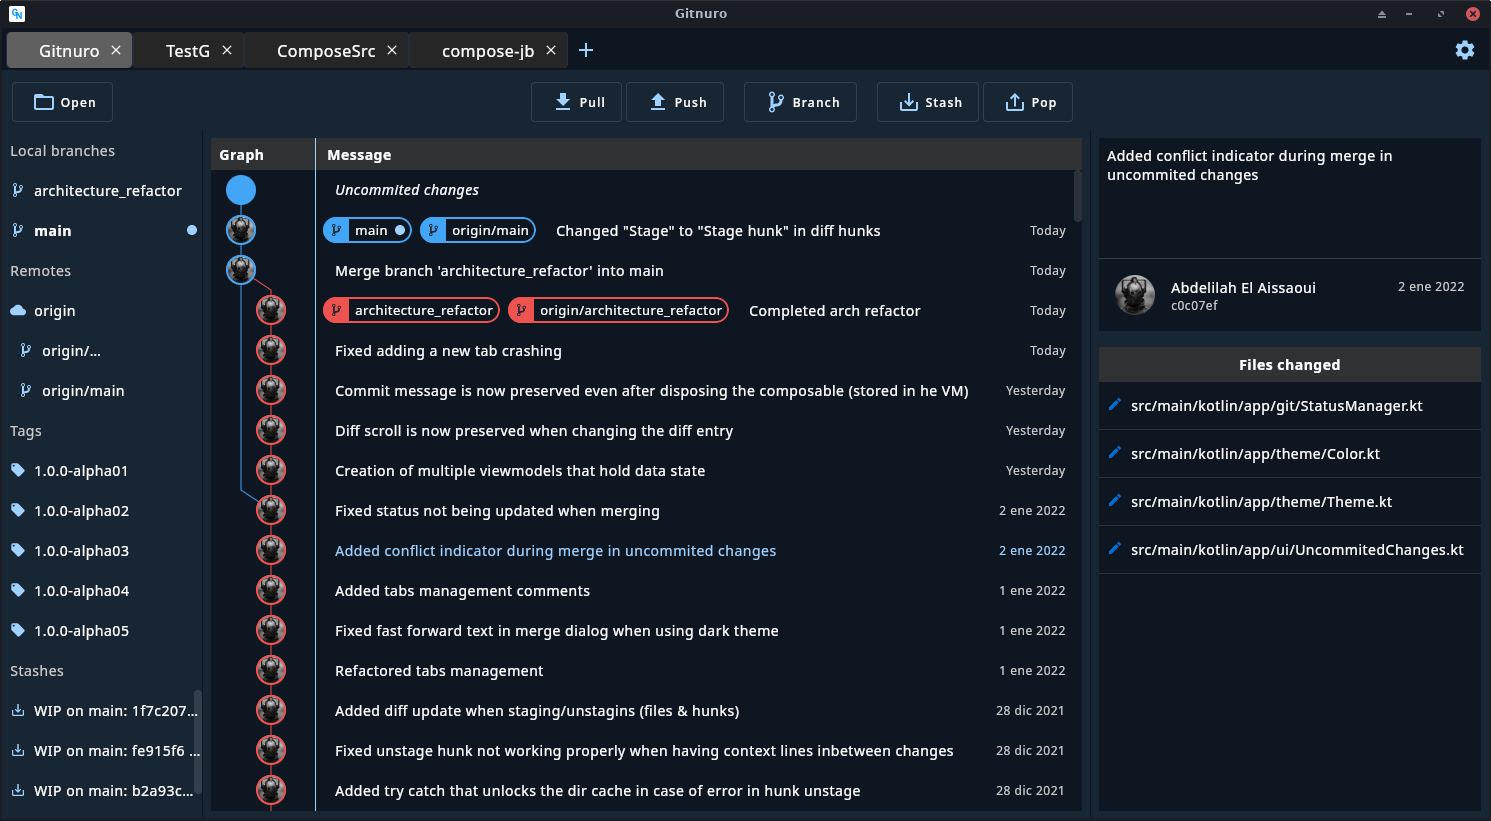 GN
Gitnuro
Gitnuro
TestG
ComposeSrc
compose-jb
Open
Pull
Push
Branch
Stash
Pop
Local branches
architecture_refactor
main
Remotes
origin
origin/...
origin/main
Tags
1.0.0-alpha01
1.0.0-alpha02
1.0.0-alpha03
1.0.0-alpha04
1.0.0-alpha05
Stashes
WIP on main: 1f7c207...
WIP on main: fe915f6 ...
WIP on main: b2a93c...
Graph Message
Uncommited changes
main origin/main Changed "Stage" to "Stage hunk" in diff hunks Today
Merge branch 'architecture_refactor' into main Today
architecture_refactor origin/architecture_refactor Completed arch refactor Today
Fixed adding a new tab crashing Today
Commit message is now preserved even after disposing the composable (stored in he VM) Yesterday
Diff scroll is now preserved when changing the diff entry Yesterday
Creation of multiple viewmodels that hold data state Yesterday
Fixed status not being updated when merging 2 ene 2022
Added conflict indicator during merge in uncommited changes 2 ene 2022
Added tabs management comments 1 ene 2022
Fixed fast forward text in merge dialog when using dark theme 1 ene 2022
Refactored tabs management 1 ene 2022
Added diff update when staging/unstagins (files & hunks) 28 dic 2021
Fixed unstage hunk not working properly when having context lines inbetween changes 28 dic 2021
Added try catch that unlocks the dir cache in case of error in hunk unstage 28 dic 2021
Added conflict indicator during merge in
uncommited changes
Abdelilah El Aissaoui 2 ene 2022
c0c07ef
Files changed
src/main/kotlin/app/git/StatusManager.kt
src/main/kotlin/app/theme/Color.kt
src/main/kotlin/app/theme/Theme.kt
src/main/kotlin/app/ui/UncommitedChanges.kt